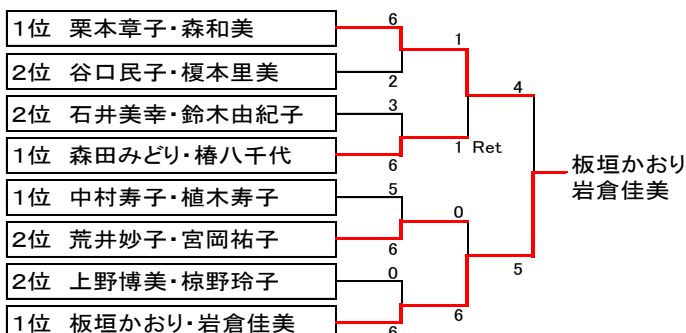 1位 栗本章子・森和美
2位 谷口民子・榎本里美
2位 石井美幸・鈴木由紀子
1位 森田みどり・椿八千代
1位 中村寿子・植木寿子
2位 荒井妙子・宮岡祐子
2位 上野博美・椋野玲子
1位 板垣かおり・岩倉佳美
6
2
3
6
5
6
0
6
1
1 Ret
0
6
4
5
板垣かおり
岩倉佳美